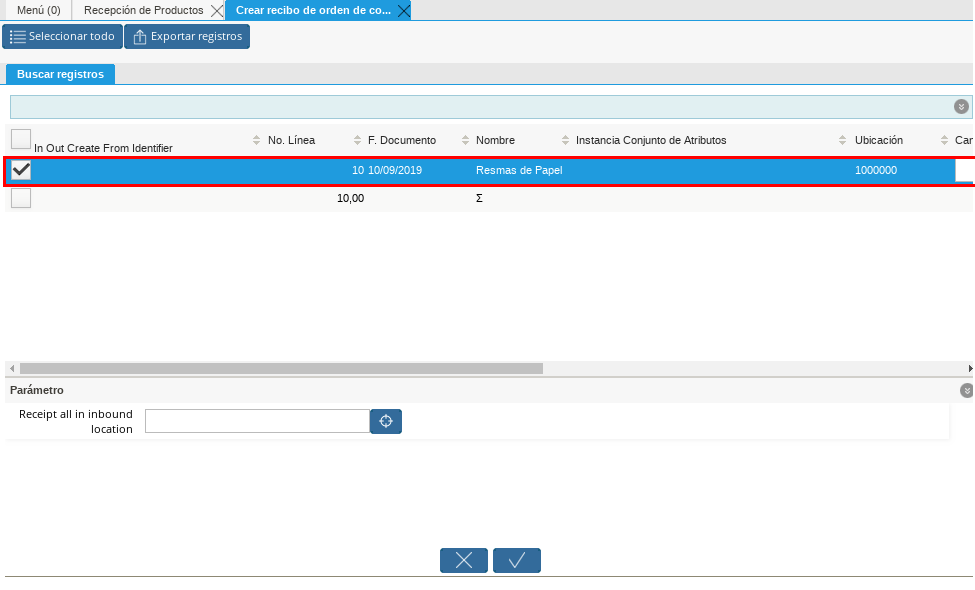 Menú (0) Recepción de Productos Crear recibo de orden de co...
Seleccionar todo Exportar registros
Buscar registros
In Out Create From Identifier No. Línea F. Documento Nombre Instancia Conjunto de Atributos Ubicación Can
10 10/09/2019 Resmas de Papel 1000000
10,00 Σ
Parámetro
Receipt all in inbound
location